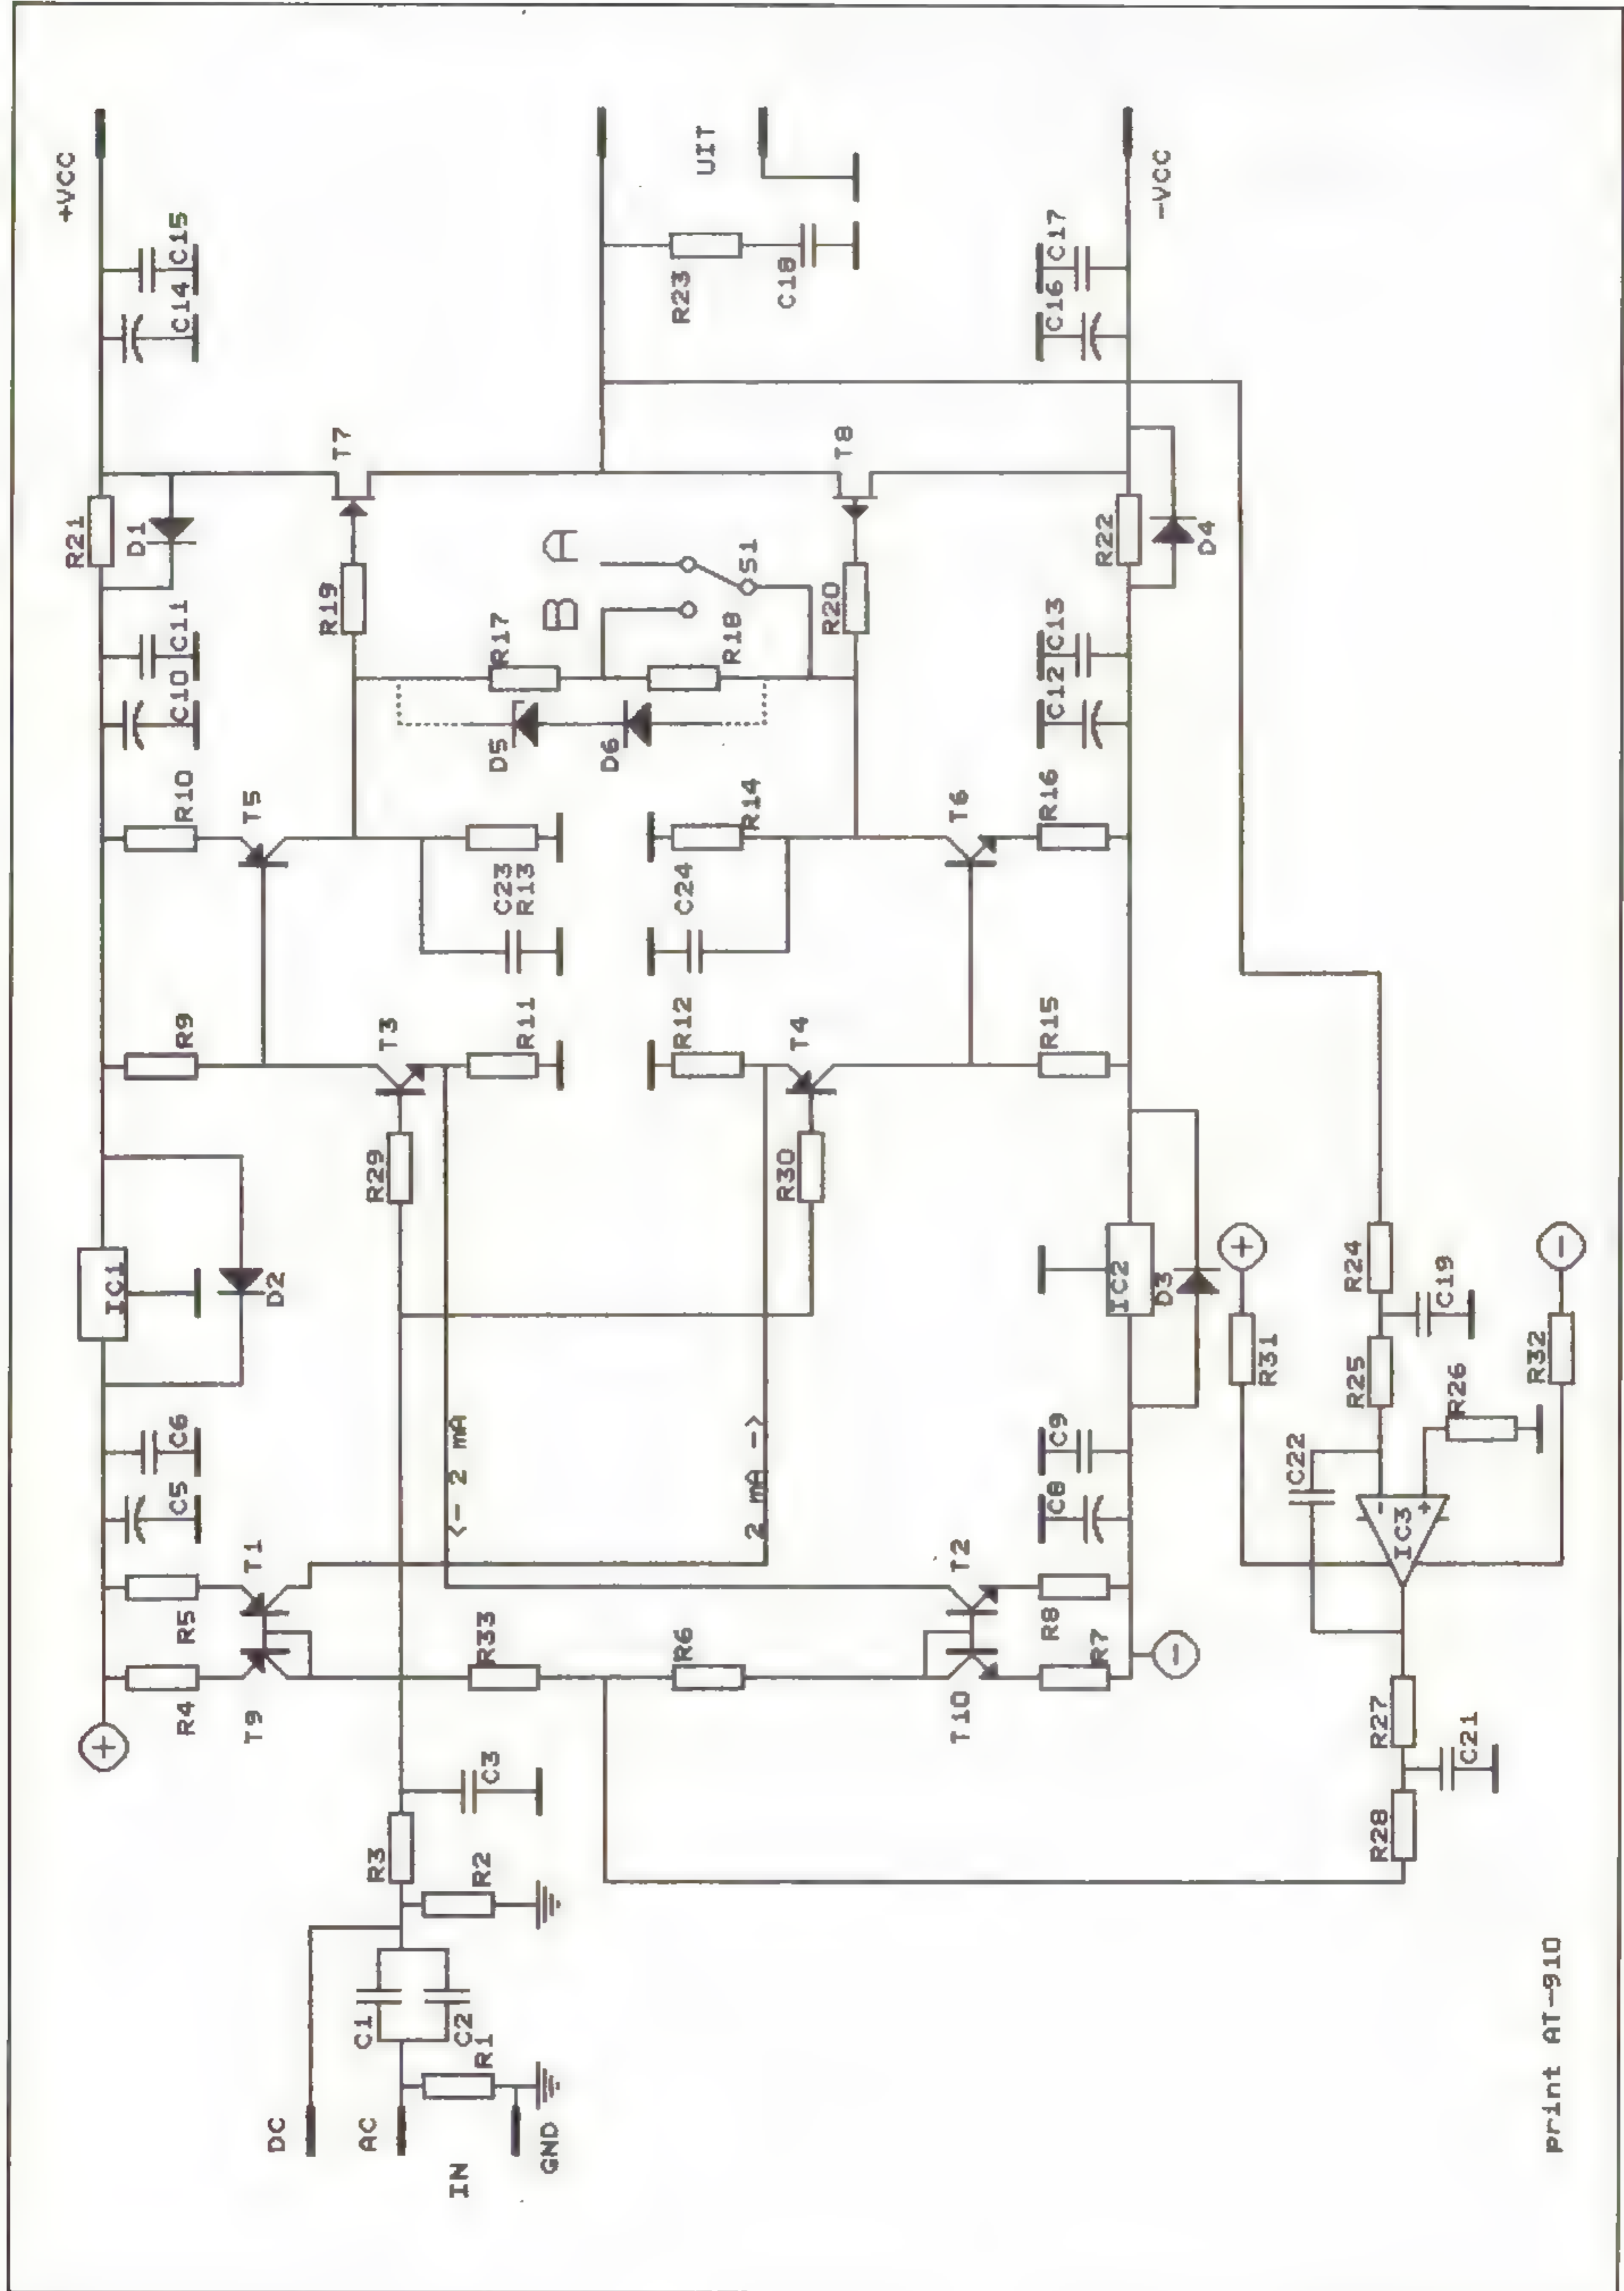 +VCC
R21
IC1
D1
R4
R5
C5
C6
R9
R10
C10
C11
C14
C15
T9
T1
D2
T5
DC
R19
T7
AC
C1
R3
R29
T3
IN
C2
R1
R2
C3
R33
<- 2 mA
R11
C23
R13
D5
R17
GND
B
A
D6
R6
R12
C24
R23
UIT
R18
S1
2 mA ->
R30
T4
R14
C18
R20
T8
T10
T2
T6
R7
R8
C8
C9
R15
R16
C12
C13
C16
C17
IC2
R22
-VCC
D3
D4
+
-
R31
C22
R24
R28
R27
IC3
-
+
R25
C19
C21
R26
R32
-
+
print AT-910